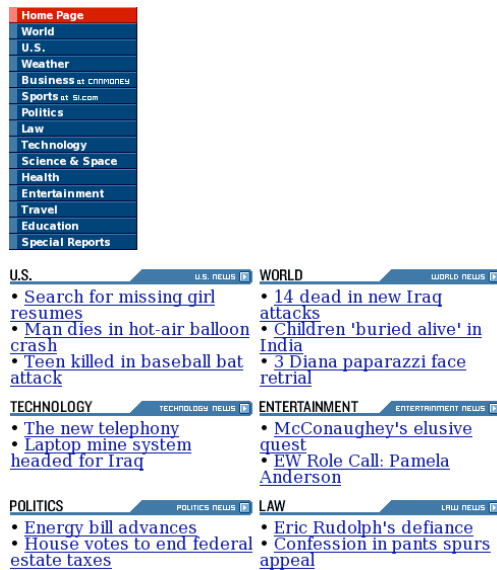 Home Page
World
U.S.
Weather
Business at CNNMONEY
Sports at SI.com
Politics
Law
Technology
Science & Space
Health
Entertainment
Travel
Education
Special Reports
U.S. U.S. NEWS
• Search for missing girl
resumes
• Man dies in hot-air balloon
crash
• Teen killed in baseball bat
attack
WORLD WORLD NEWS
• 14 dead in new Iraq
attacks
• Children 'buried alive' in
India
• 3 Diana paparazzi face
retrial
TECHNOLOGY TECHNOLOGY NEWS
• The new telephony
• Laptop mine system
headed for Iraq
ENTERTAINMENT ENTERTAINMENT NEWS
• McConaughey's elusive
quest
• EW Role Call: Pamela
Anderson
POLITICS POLITICS NEWS
• Energy bill advances
• House votes to end federal
estate taxes
LAW LAW NEWS
• Eric Rudolph's defiance
• Confession in pants spurs
appeal